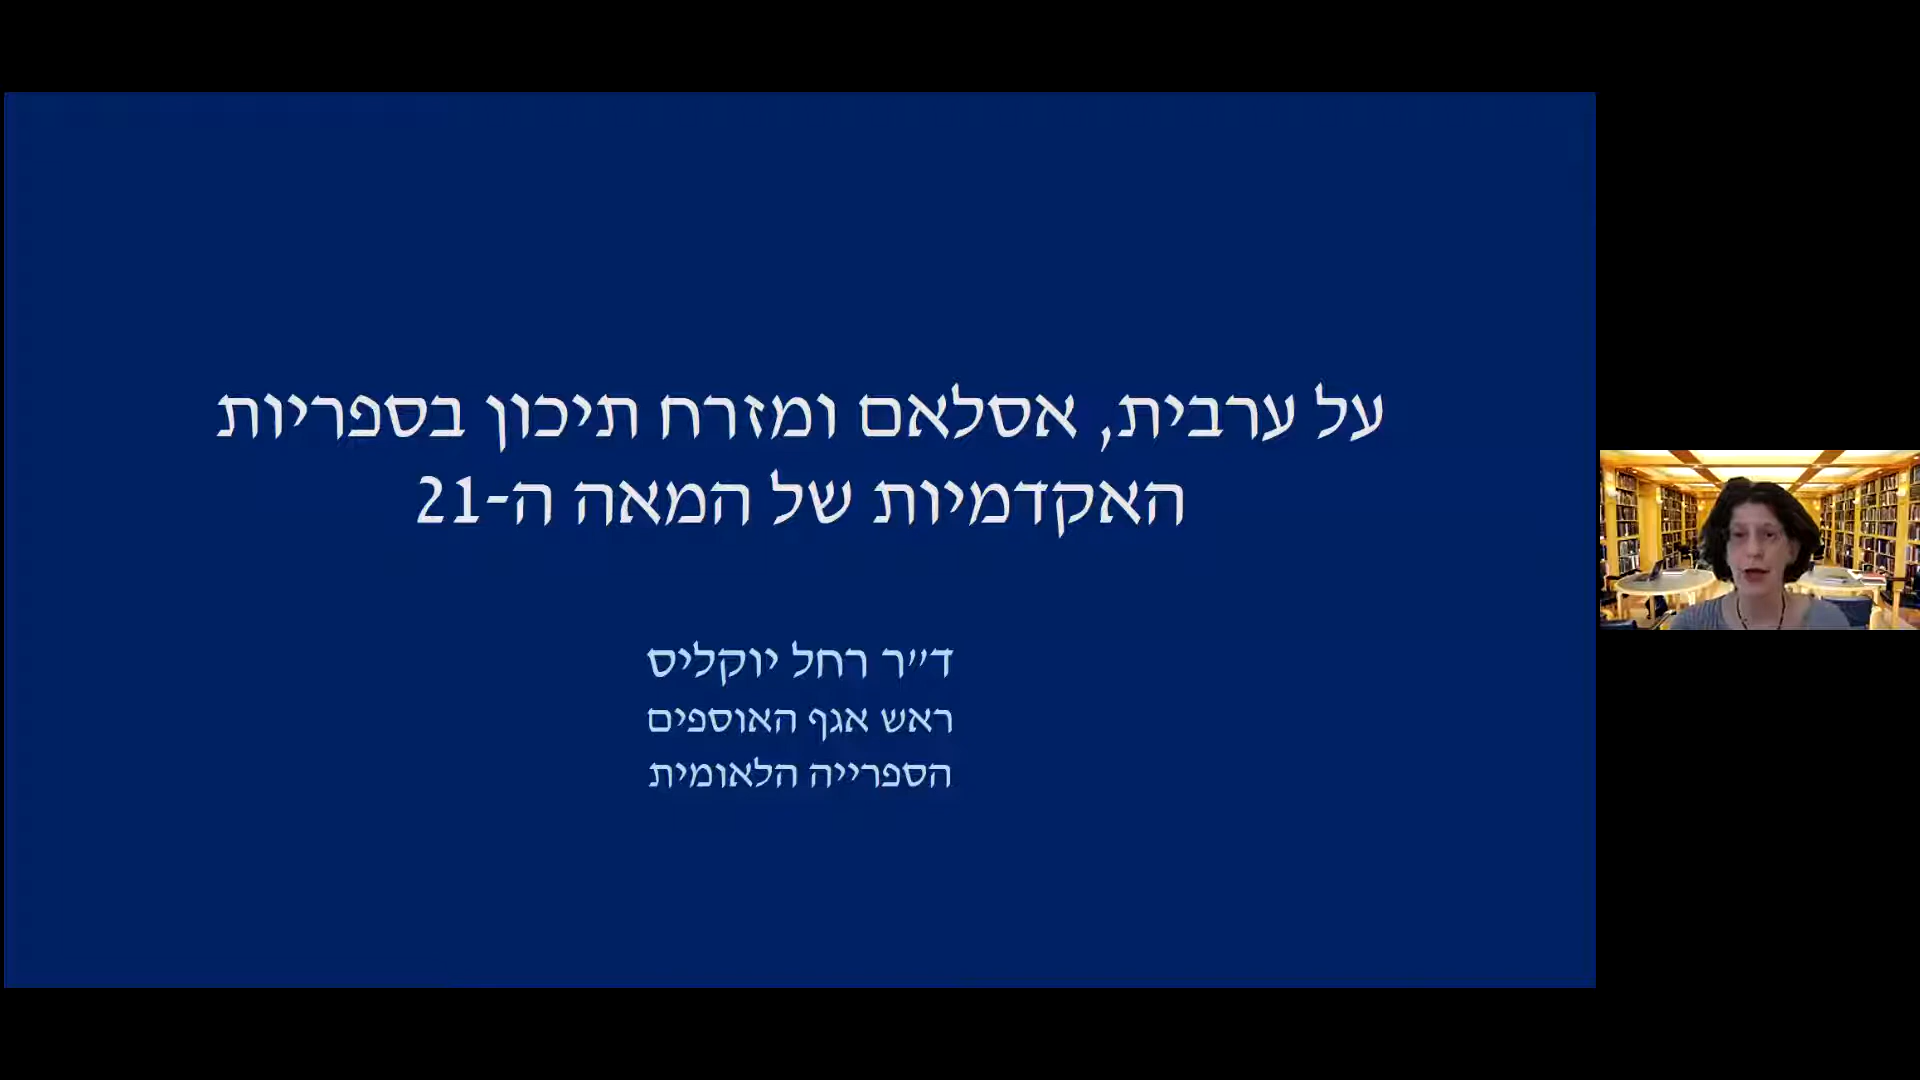 על ערבית, אסלאם ומזרח תיכון בספריות
האקדמיות של המאה ה-21
ד״ר רחל יוקליס
ראש אגף האוספים
הספרייה הלאומית